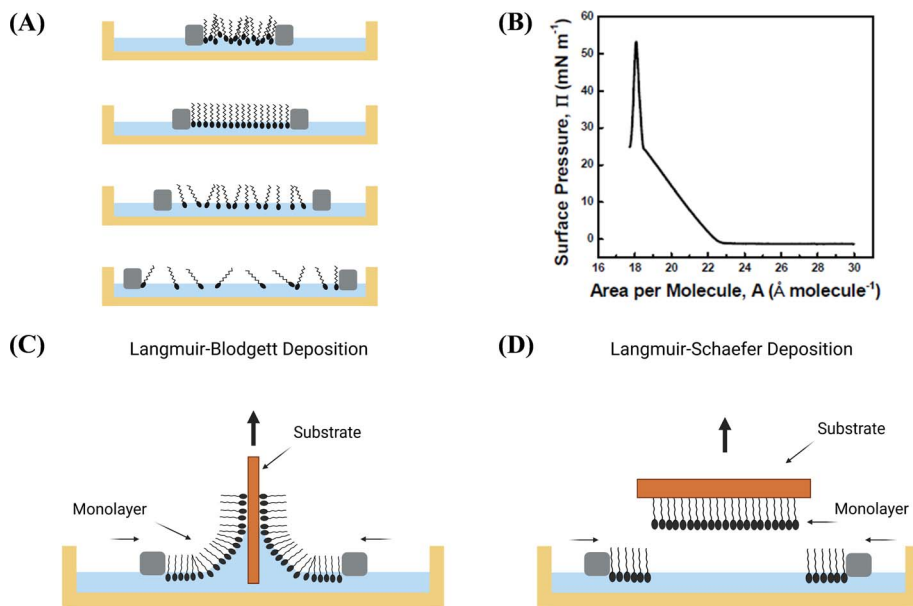 (A)
(B)
Surface Pressure, Π (mN m⁻¹)
60
50
40
30
20
10
0
16 18 20 22 24 26 28 30
Area per Molecule, A (Å molecule⁻¹)
(C)
Langmuir-Blodgett Deposition
Substrate
Monolayer
(D)
Langmuir-Schaefer Deposition
Substrate
Monolayer